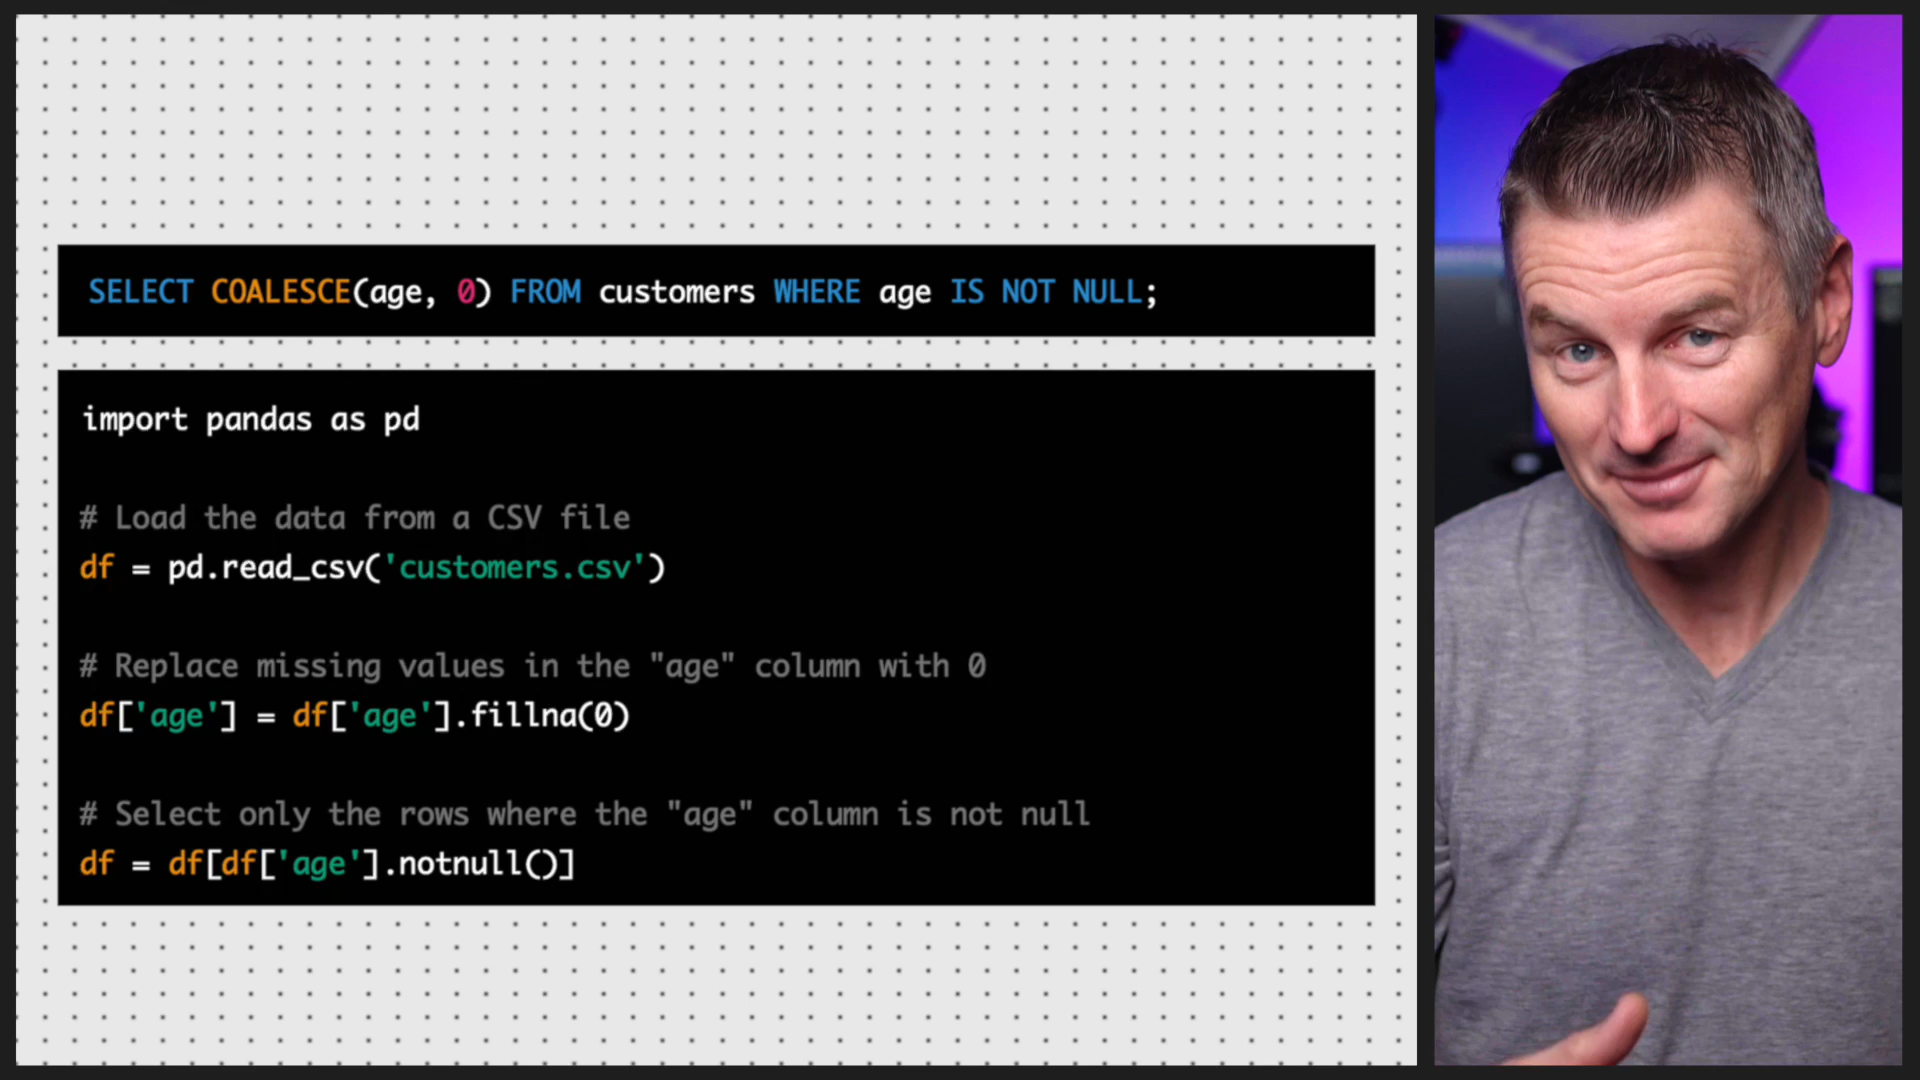 SELECT COALESCE(age, 0) FROM customers WHERE age IS NOT NULL;
import pandas as pd
# Load the data from a CSV file
df = pd.read_csv('customers.csv')
# Replace missing values in the "age" column with 0
df['age'] = df['age'].fillna(0)
# Select only the rows where the "age" column is not null
df = df[df['age'].notnull()]